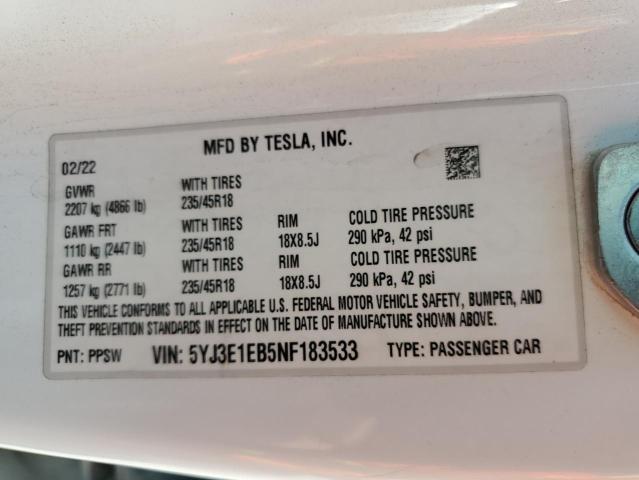 MFD BY TESLA, INC.
02/22
GVWR WITH TIRES
2207 kg (4866 lb) 235/45R18
GAWR FRT WITH TIRES RIM COLD TIRE PRESSURE
1110 kg (2447 lb) 235/45R18 18X8.5J 290 kPa, 42 psi
GAWR RR WITH TIRES RIM COLD TIRE PRESSURE
1257 kg (2771 lb) 235/45R18 18X8.5J 290 kPa, 42 psi
THIS VEHICLE CONFORMS TO ALL APPLICABLE U.S. FEDERAL MOTOR VEHICLE SAFETY, BUMPER, AND
THEFT PREVENTION STANDARDS IN EFFECT ON THE DATE OF MANUFACTURE SHOWN ABOVE.
PNT: PPSW VIN: 5YJ3E1EB5NF183533 TYPE: PASSENGER CAR